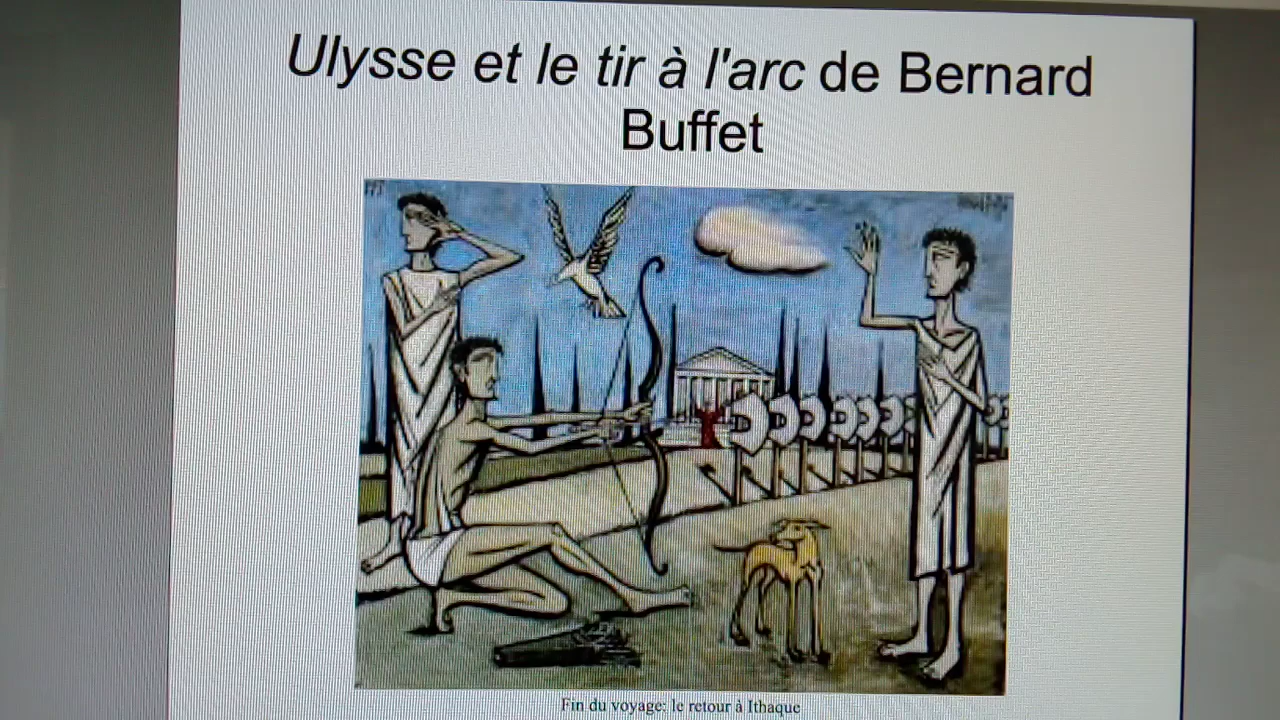 Ulysse et le tir à l'arc de Bernard
Buffet
Fin du voyage: le retour à Ithaque